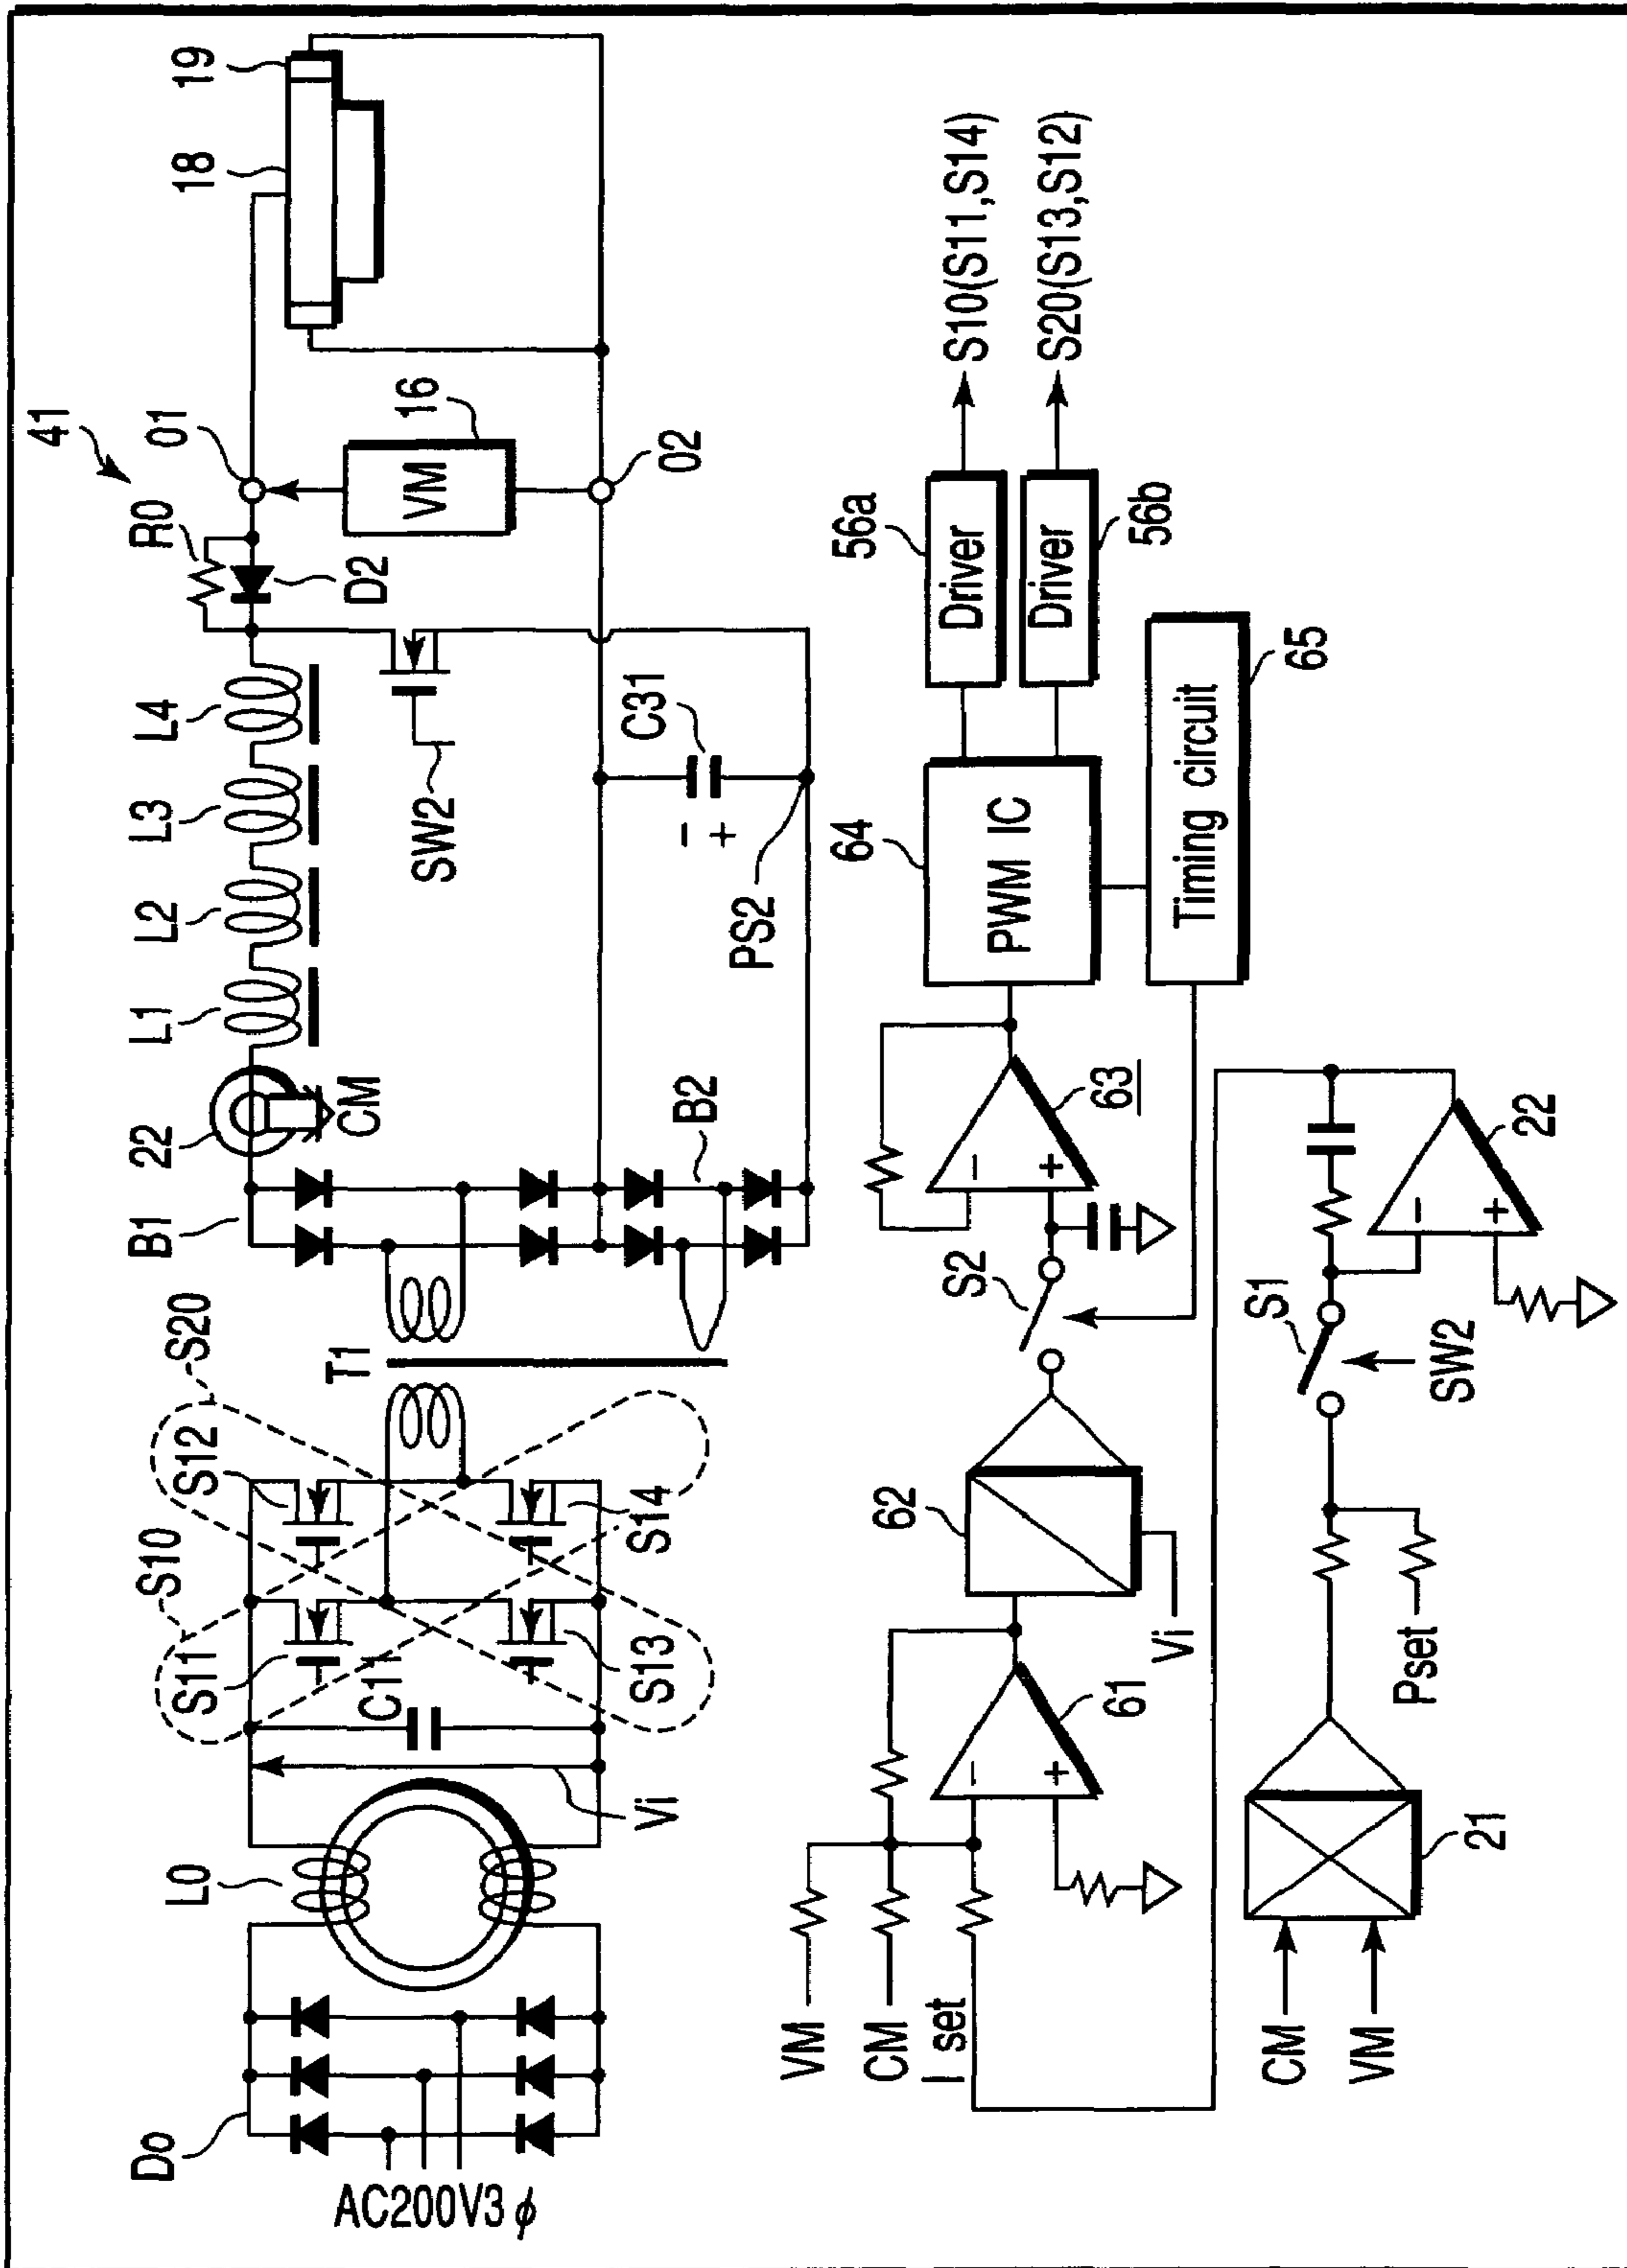 41
19
18
01
16
R0
VM
D2
02
L4
L3
L2
L1
SW2
C31
-
+
PS2
22
CM
B1
B2
T1
S20
S12
S10
S14
S11
C11
S13
L0
Vi
Do
AC200V3ϕ
56a
Driver
S10(S11,S14)
Driver
S20(S13,S12)
56b
64
PWM IC
Timing circuit
65
-
+
63
S2
62
Vi
-
+
61
VM
CM
I set
-
+
22
S1
SW2
Pset
21
CM
VM